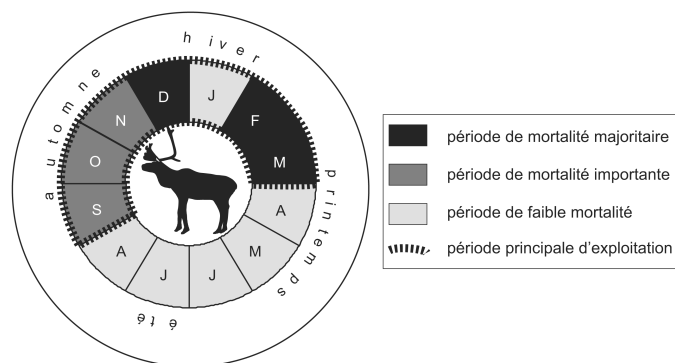 hiver
printemps
été
automne
J
F
M
A
M
J
J
A
S
O
N
D
période de mortalité majoritaire
période de mortalité importante
période de faible mortalité
période principale d'exploitation